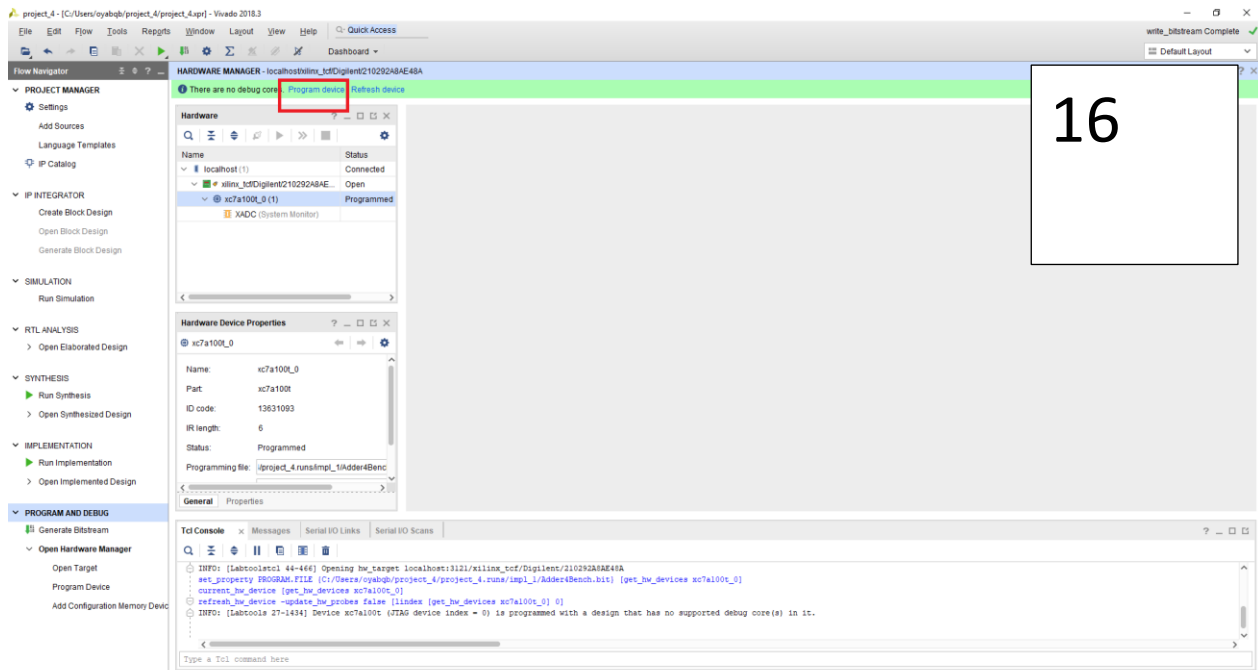 project_4 - [C:/Users/oyabqb/project_4/project_4.xpr] - Vivado 2018.3
File Edit Flow Tools Reports Window Layout View Help Quick Access
write_bitstream Complete
Dashboard
Default Layout
Flow Navigator
HARDWARE MANAGER - localhost/xilinx_tcf/Digilent/210292A8AE48A
There are no debug cores. Program device Refresh device
16
PROJECT MANAGER
Settings
Add Sources
Language Templates
IP Catalog
IP INTEGRATOR
Create Block Design
Open Block Design
Generate Block Design
SIMULATION
Run Simulation
RTL ANALYSIS
Open Elaborated Design
SYNTHESIS
Run Synthesis
Open Synthesized Design
IMPLEMENTATION
Run Implementation
Open Implemented Design
PROGRAM AND DEBUG
Generate Bitstream
Open Hardware Manager
Open Target
Program Device
Add Configuration Memory Devic
Hardware
Name Status
localhost (1) Connected
xilinx_tcf/Digilent/210292A8AE... Open
xc7a100t_0 (1) Programmed
XADC (System Monitor)
Hardware Device Properties
xc7a100t_0
Name: xc7a100t_0
Part: xc7a100t
ID code: 13631093
IR length: 6
Status: Programmed
Programming file: :/project_4.runs/impl_1/Adder4Benc
General Properties
Tcl Console Messages Serial I/O Links Serial I/O Scans
INFO: [Labtoolstcl 44-466] Opening hw_target localhost:3121/xilinx_tcf/Digilent/210292A8AE48A
set_property PROGRAM.FILE {C:/Users/oyabqb/project_4/project_4.runs/impl_1/Adder4Bench.bit} [get_hw_devices xc7a100t_0]
current_hw_device [get_hw_devices xc7a100t_0]
refresh_hw_device -update_hw_probes false [lindex [get_hw_devices xc7a100t_0] 0]
INFO: [Labtools 27-1434] Device xc7a100t (JTAG device index = 0) is programmed with a design that has no supported debug core(s) in it.
Type a Tcl command here